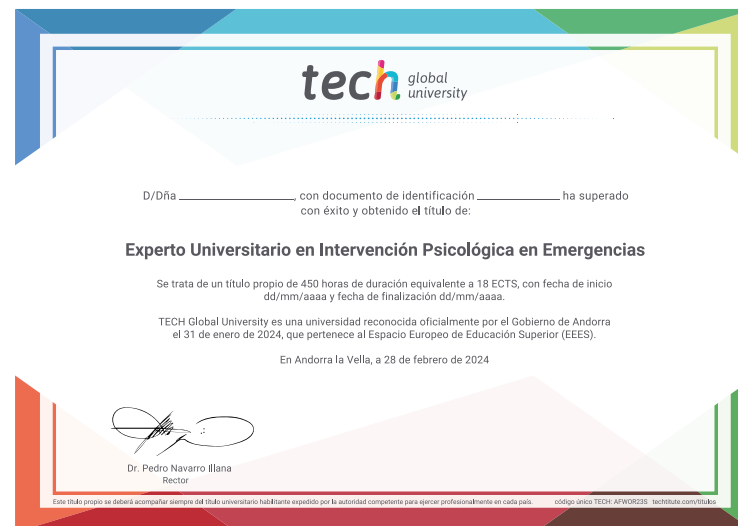 tech global university
D/Dña ____________, con documento de identificación ____________ ha superado
con éxito y obtenido el título de:
Experto Universitario en Intervención Psicológica en Emergencias
Se trata de un título propio de 450 horas de duración equivalente a 18 ECTS, con fecha de inicio
dd/mm/aaaa y fecha de finalización dd/mm/aaaa.
TECH Global University es una universidad reconocida oficialmente por el Gobierno de Andorra
el 31 de enero de 2024, que pertenece al Espacio Europeo de Educación Superior (EEES).
En Andorra la Vella, a 28 de febrero de 2024
Dr. Pedro Navarro Illana
Rector
Este título propio se deberá acompañar siempre del título universitario habilitante expedido por la autoridad competente para ejercer profesionalmente en cada país. código único TECH: AFWOR23S techtitute.com/títulos